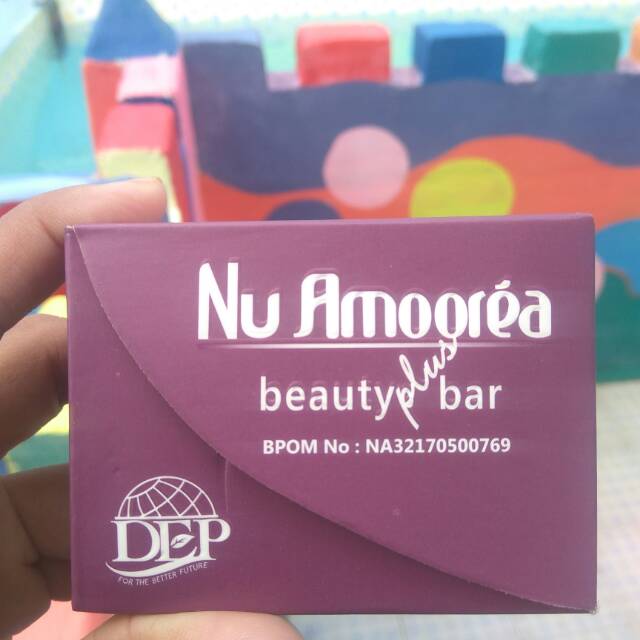 Nu Amooréa
beauty plus bar
BPOM No : NA32170500769
DEP
FOR THE BETTER FUTURE